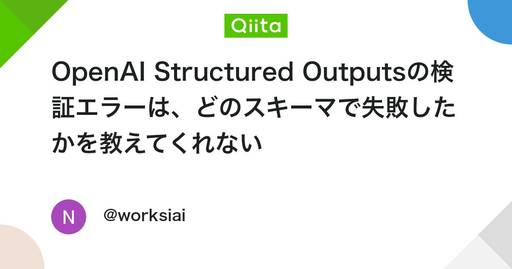 Qiita
OpenAI Structured Outputsの検
証エラーは、どのスキーマで失敗した
かを教えてくれない
N
@worksiai